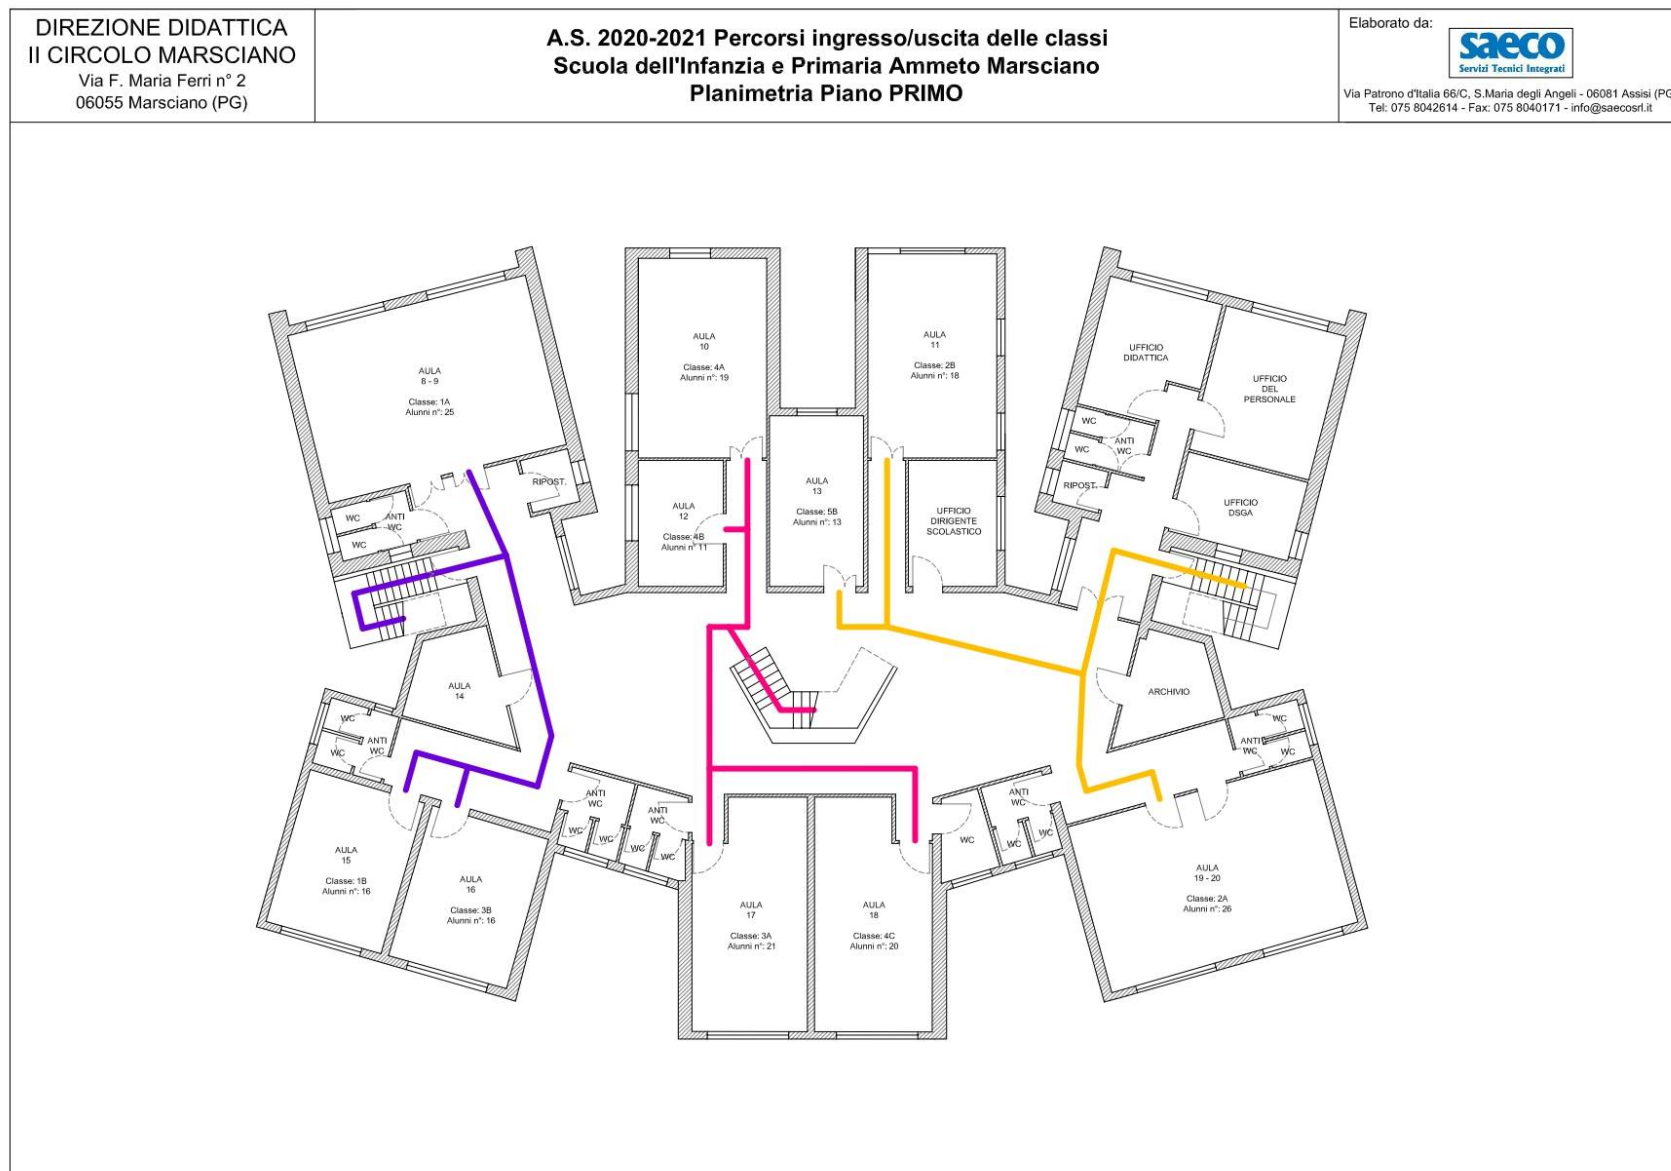 DIREZIONE DIDATTICA
II CIRCOLO MARSCIANO
Via F. Maria Ferri n° 2
06055 Marsciano (PG)
A.S. 2020-2021 Percorsi ingresso/uscita delle classi
Scuola dell'Infanzia e Primaria Ammeto Marsciano
Planimetria Piano PRIMO
Elaborato da:
saeco
Servizi Tecnici Integrati
Via Patrono d'Italia 66/C, S.Maria degli Angeli - 06081 Assisi (PG
Tel: 075 8042614 - Fax: 075 8040171 - info@saecosrl.it
AULA
8 - 9
Classe: 1A
Alunni n°: 25
RIPOST.
WC
ANTI
WC
WC
AULA
10
Classe: 4A
Alunni n°: 19
AULA
12
Classe: 4B
Alunni n° 11
AULA
13
Classe: 5B
Alunni n°: 13
AULA
11
Classe: 2B
Alunni n°: 18
UFFICIO
DIRIGENTE
SCOLASTICO
UFFICIO
DIDATTICA
UFFICIO
DEL
PERSONALE
WC
WC
ANTI
WC
RIPOST.
UFFICIO
DSGA
AULA
14
ARCHIVIO
WC
WC
ANTI
WC
AULA
15
Classe: 1B
Alunni n°: 16
AULA
16
Classe: 3B
Alunni n°: 16
ANTI
WC
WC
WC
ANTI
WC
WC
WC
AULA
17
Classe: 3A
Alunni n°: 21
AULA
18
Classe: 4C
Alunni n°: 20
WC
ANTI
WC
WC
WC
ANTI
WC
WC
WC
AULA
19 - 20
Classe: 2A
Alunni n°: 26